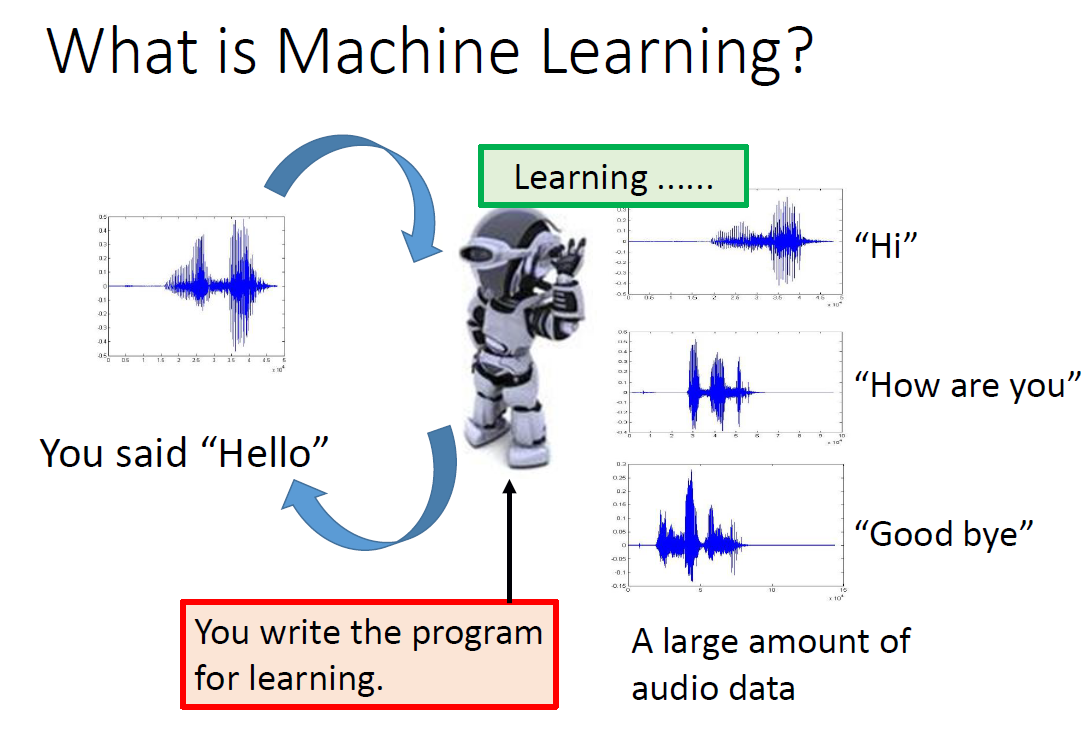 What is Machine Learning?
Learning ......
“Hi”
“How are you”
You said “Hello”
“Good bye”
You write the program
for learning.
A large amount of
audio data